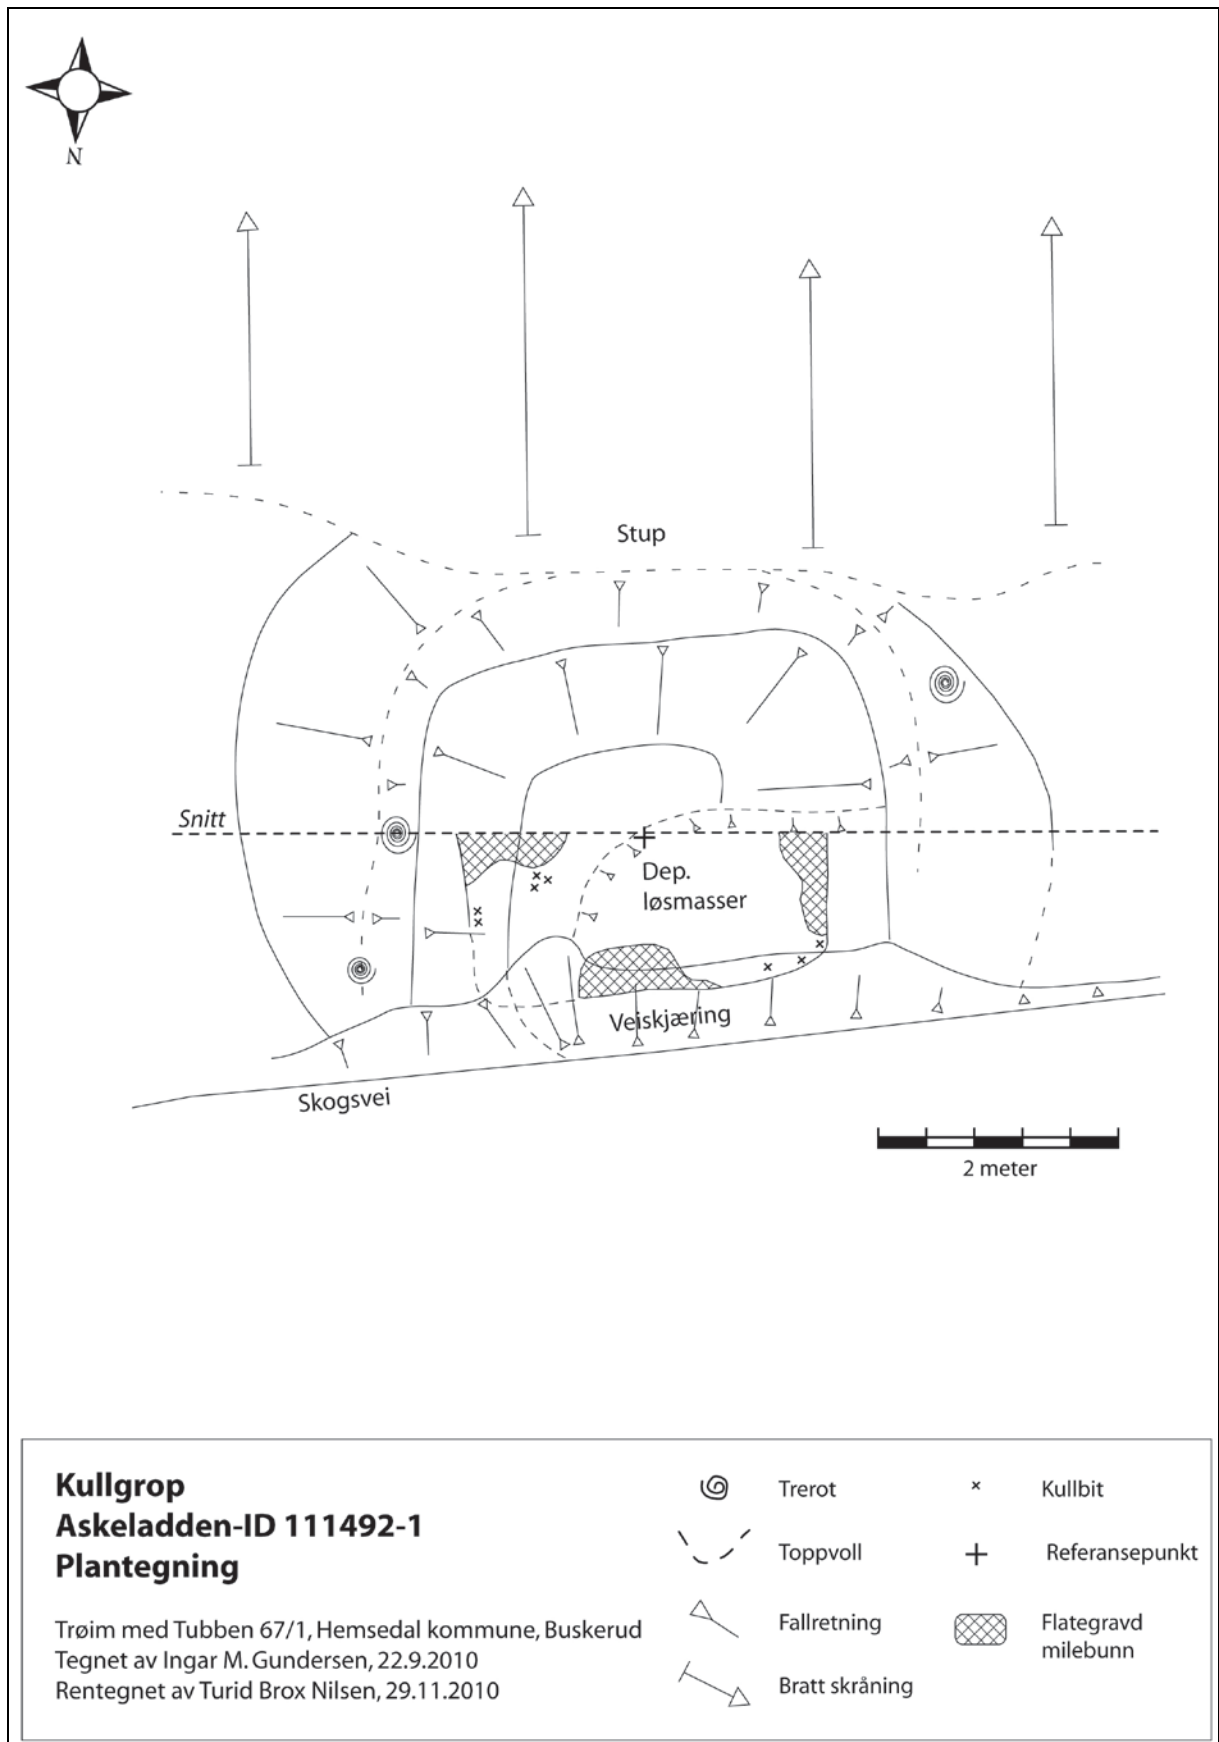 N
Stup
Snitt
Dep.
løsmasser
Veiskjæring
Skogsvei
2 meter
Kullgrop
Askeladden-ID 111492-1
Plantegning
Trøim med Tubben 67/1, Hemsedal kommune, Buskerud
Tegnet av Ingar M. Gundersen, 22.9.2010
Rentegnet av Turid Brox Nilsen, 29.11.2010
Trerot
Toppvoll
Fallretning
Bratt skråning
Kullbit
Referansepunkt
Flategravd
milebunn